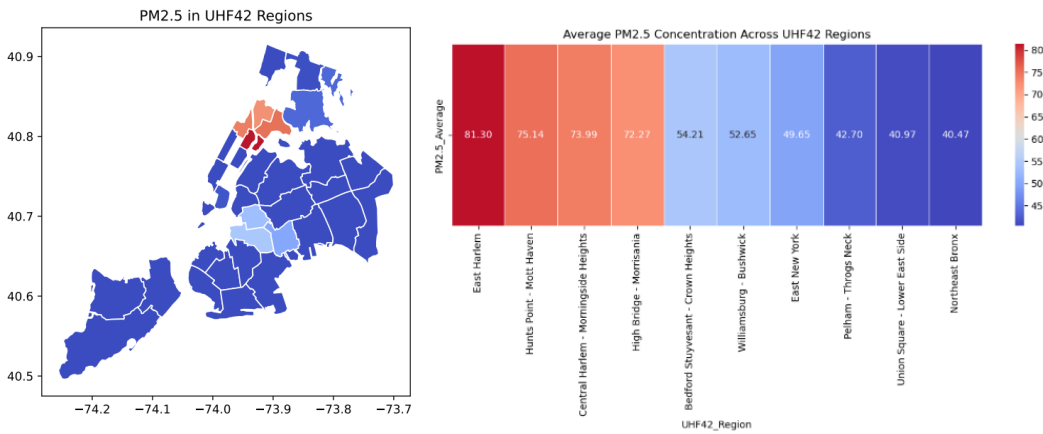 PM2.5 in UHF42 Regions
40.9
40.8
40.7
40.6
40.5
−74.2 −74.1 −74.0 −73.9 −73.8 −73.7
Average PM2.5 Concentration Across UHF42 Regions
PM2.5_Average
81.30 75.14 73.99 72.27 54.21 52.65 49.65 42.70 40.97 40.47
East Harlem
Hunts Point - Mott Haven
Central Harlem - Morningside Heights
High Bridge - Morrisania
Bedford Stuyvesant - Crown Heights
Williamsburg - Bushwick
East New York
Pelham - Throgs Neck
Union Square - Lower East Side
Northeast Bronx
UHF42_Region
80
75
70
65
60
55
50
45